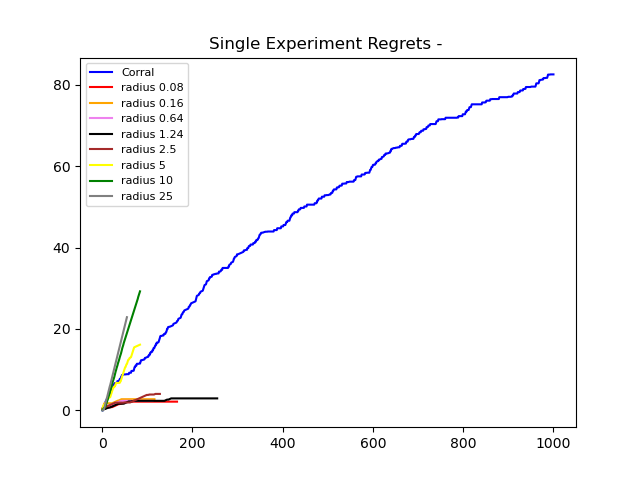 Single Experiment Regrets -
Corral
radius 0.08
radius 0.16
radius 0.64
radius 1.24
radius 2.5
radius 5
radius 10
radius 25
80
60
40
20
0
0 200 400 600 800 1000